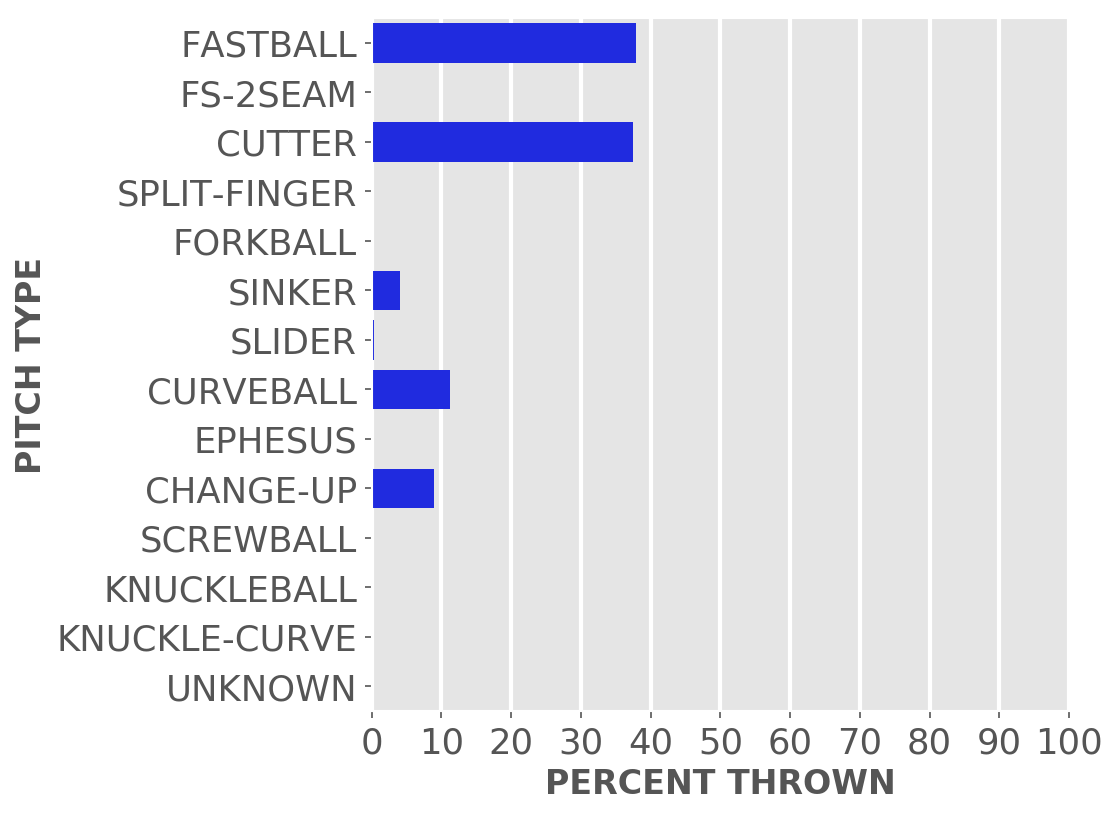 FASTBALL
FS-2SEAM
CUTTER
SPLIT-FINGER
FORKBALL
SINKER
SLIDER
CURVEBALL
EPHESUS
CHANGE-UP
SCREWBALL
KNUCKLEBALL
KNUCKLE-CURVE
UNKNOWN
PITCH TYPE
0 10 20 30 40 50 60 70 80 90 100
PERCENT THROWN